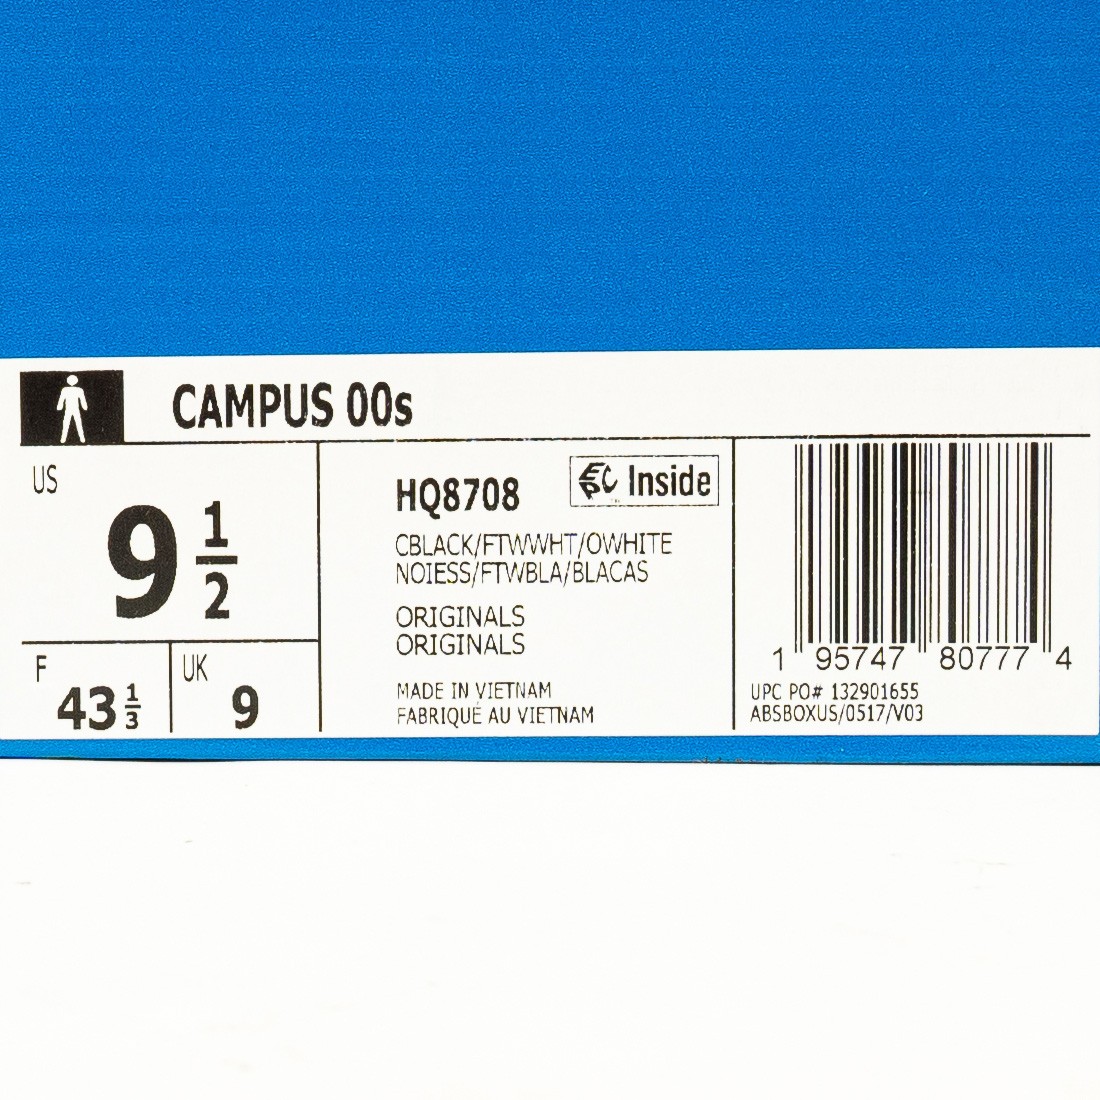 CAMPUS 00s
US
9 1/2
F
43 1/3
UK
9
HQ8708
EPC Inside
CBLACK/FTWWHT/OWHITE
NOIESS/FTWBLA/BLACAS
ORIGINALS
ORIGINALS
MADE IN VIETNAM
FABRIQUÉ AU VIETNAM
1 95747 80777 4
UPC PO# 132901655
ABSBOXUS/0517/V03